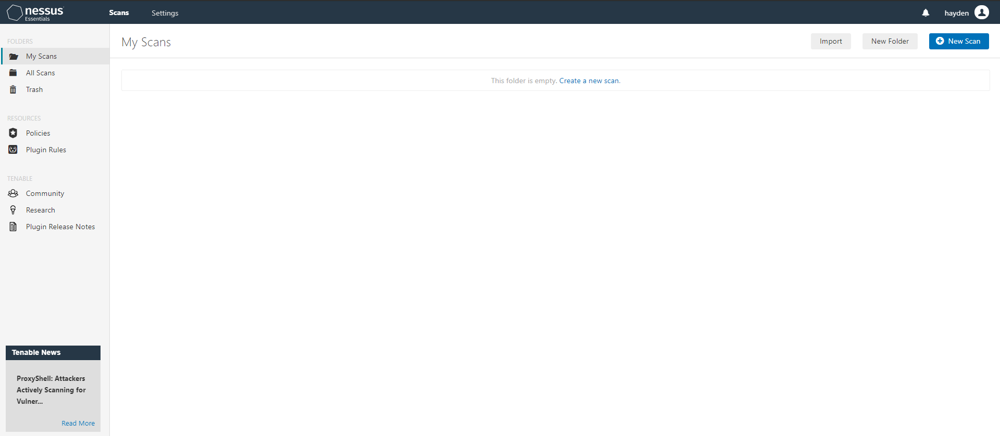 nessus
Essentials
Scans
Settings
hayden
FOLDERS
My Scans
All Scans
Trash
RESOURCES
Policies
Plugin Rules
TENABLE
Community
Research
Plugin Release Notes
Tenable News
ProxyShell: Attackers
Actively Scanning for
Vulner...
Read More
My Scans
Import
New Folder
New Scan
This folder is empty. Create a new scan.